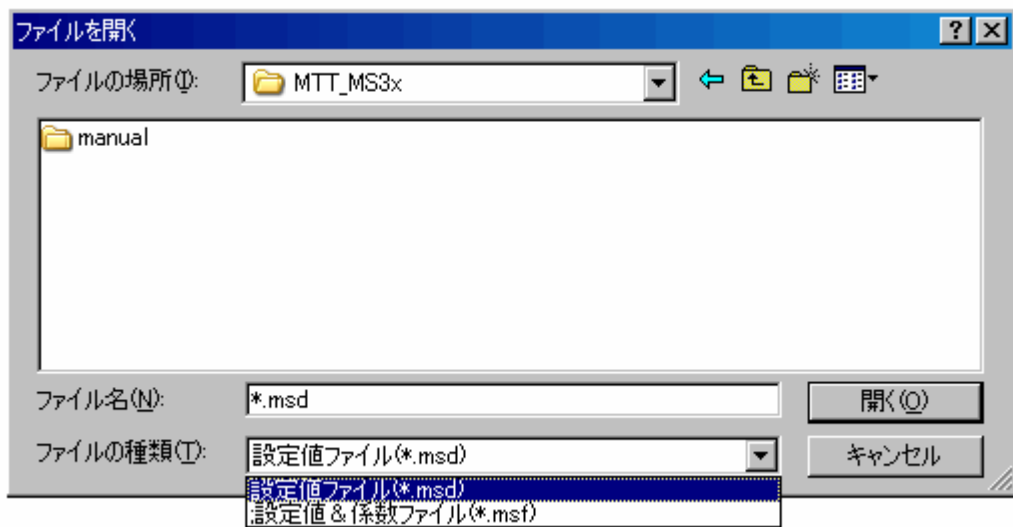 ファイルを開く
ファイルの場所(I): MTT_MS3x
manual
ファイル名(N): *.msd 開く(O)
ファイルの種類(T): 設定値ファイル(*.msd) キャンセル
設定値ファイル(*.msd)
設定値&係数ファイル(*.msf)